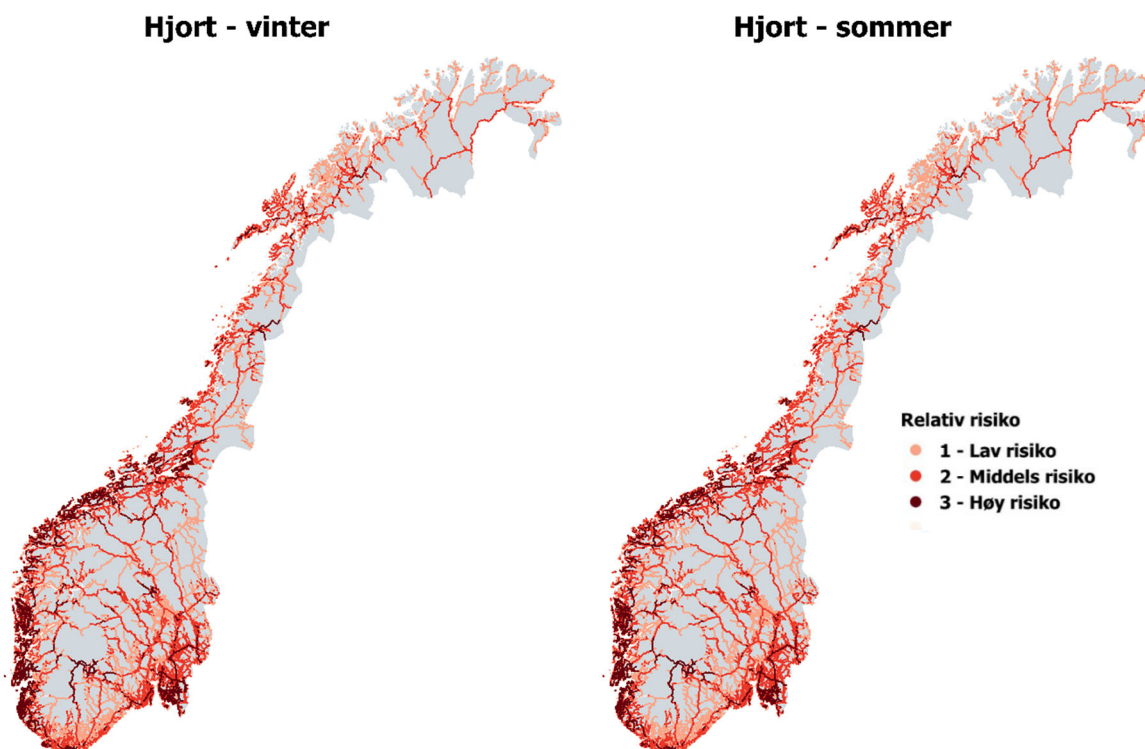 Hjort - vinter
Hjort - sommer
Relativ risiko
1 - Lav risiko
2 - Middels risiko
3 - Høy risiko